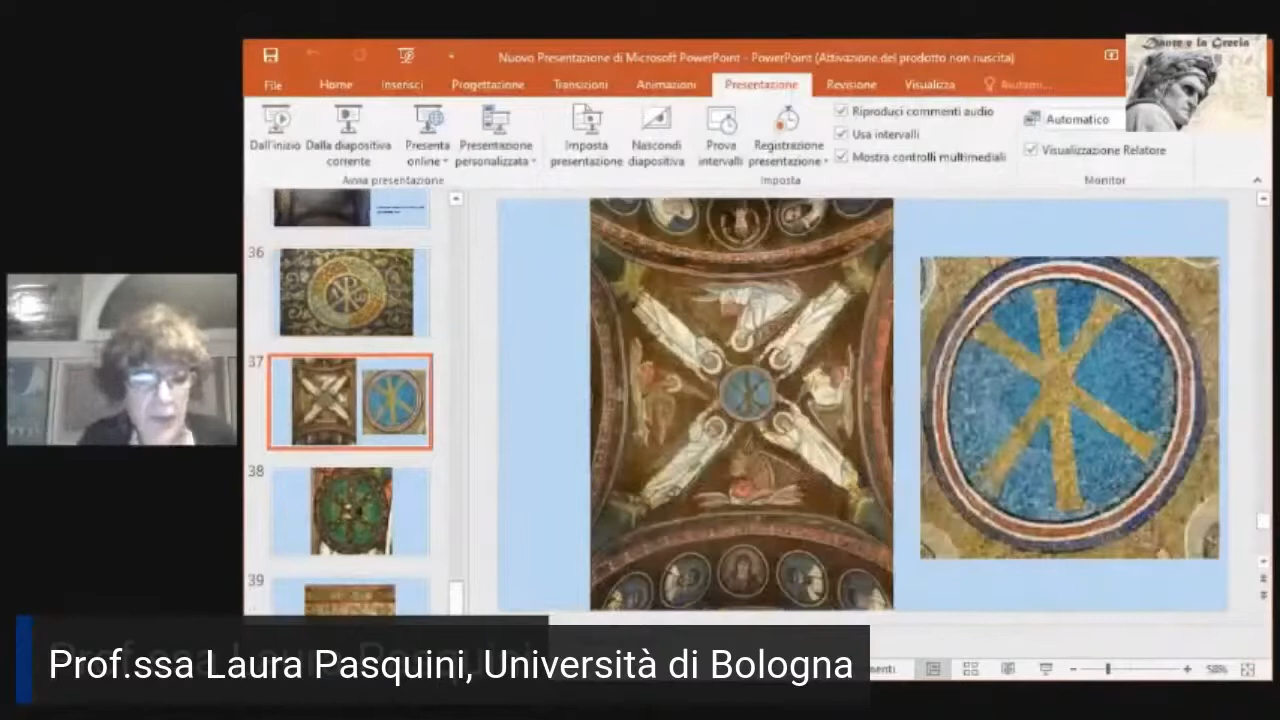 Nuovo Presentazione di Microsoft PowerPoint - PowerPoint (Attivazione del prodotto non riuscita)
Dante e la Grecia
File Home Inserisci Progettazione Transizioni Animazioni Presentazione Revisione Visualizza
Dall'inizio
Dalla diapositiva corrente
Presenta online
Presentazione personalizzata
Imposta presentazione
Nascondi diapositiva
Prova intervalli
Registrazione presentazione
Riproduci commenti audio
Usa intervalli
Mostra controlli multimediali
Automatico
Visualizzazione Relatore
Avvia presentazione
Imposta
Monitor
36
37
38
39
Prof.ssa Laura Pasquini, Università di Bologna
58%